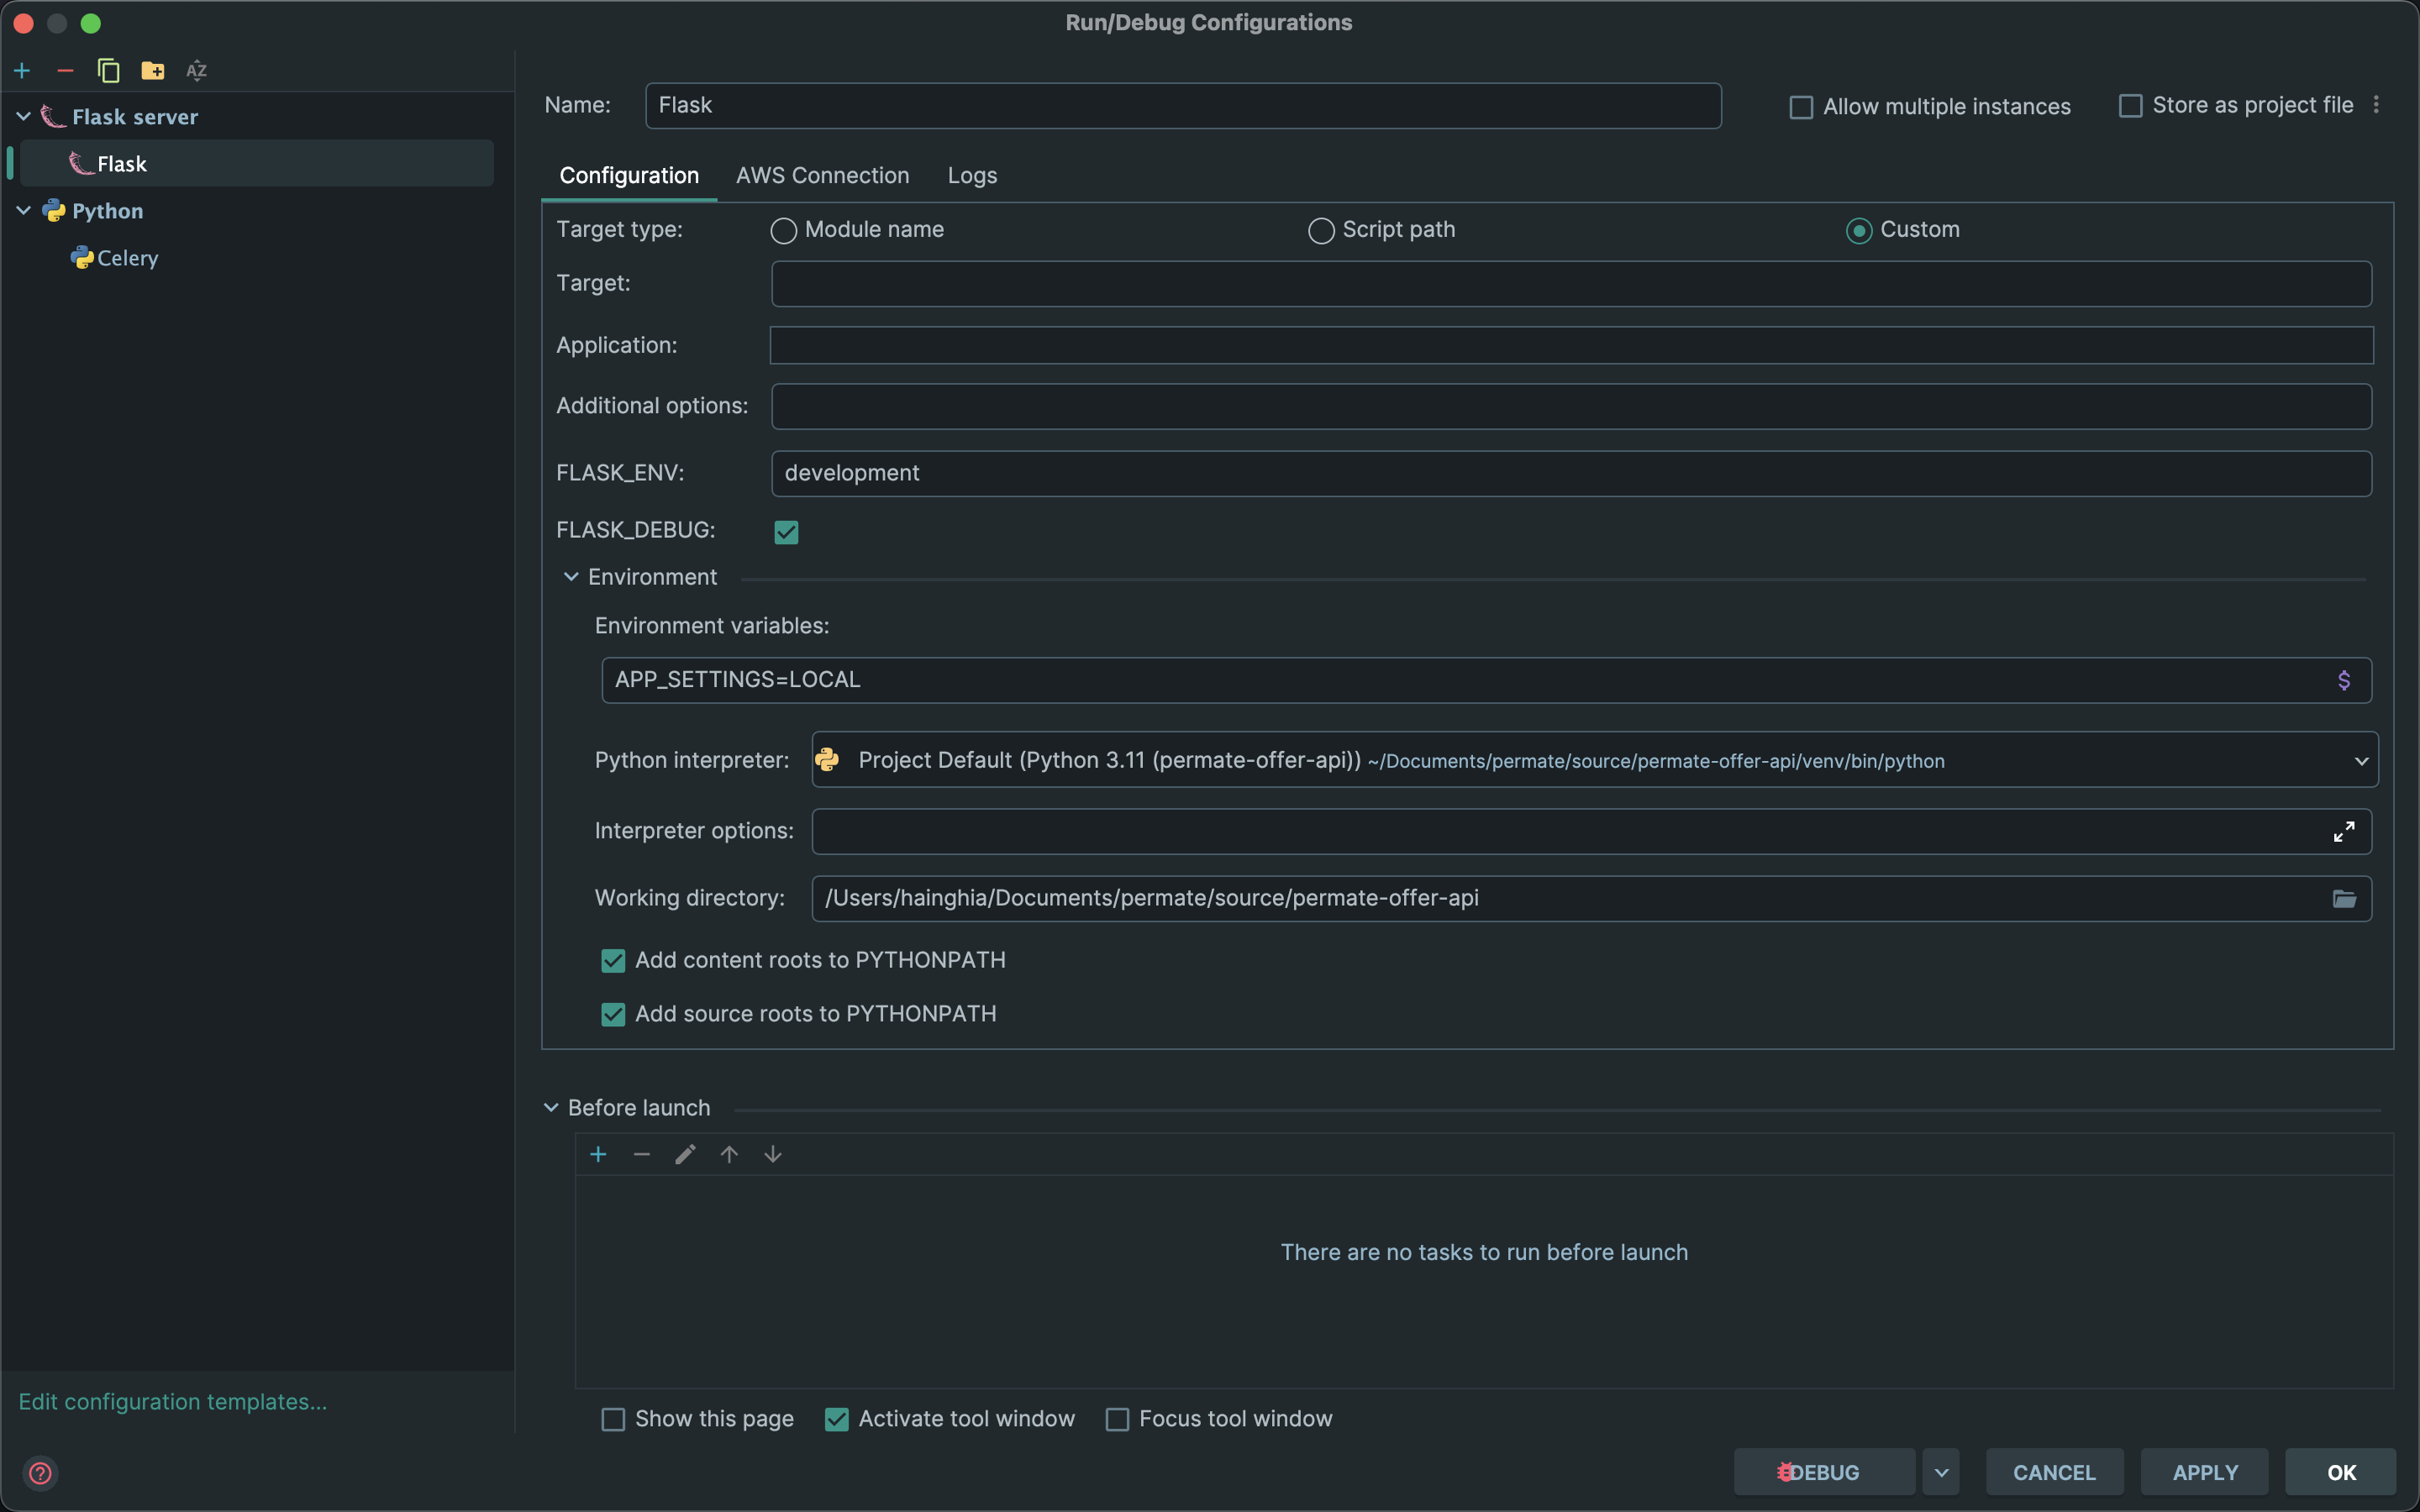 Run/Debug Configurations
AZ
Flask server
Flask
Python
Celery
Edit configuration templates...
Name: Flask
Allow multiple instances
Store as project file
Configuration AWS Connection Logs
Target type: Module name Script path Custom
Target:
Application:
Additional options:
FLASK_ENV: development
FLASK_DEBUG:
Environment
Environment variables:
APP_SETTINGS=LOCAL $
Python interpreter: Project Default (Python 3.11 (permate-offer-api)) ~/Documents/permate/source/permate-offer-api/venv/bin/python
Interpreter options:
Working directory: /Users/hainghia/Documents/permate/source/permate-offer-api
Add content roots to PYTHONPATH
Add source roots to PYTHONPATH
Before launch
There are no tasks to run before launch
Show this page Activate tool window Focus tool window
? DEBUG CANCEL APPLY OK